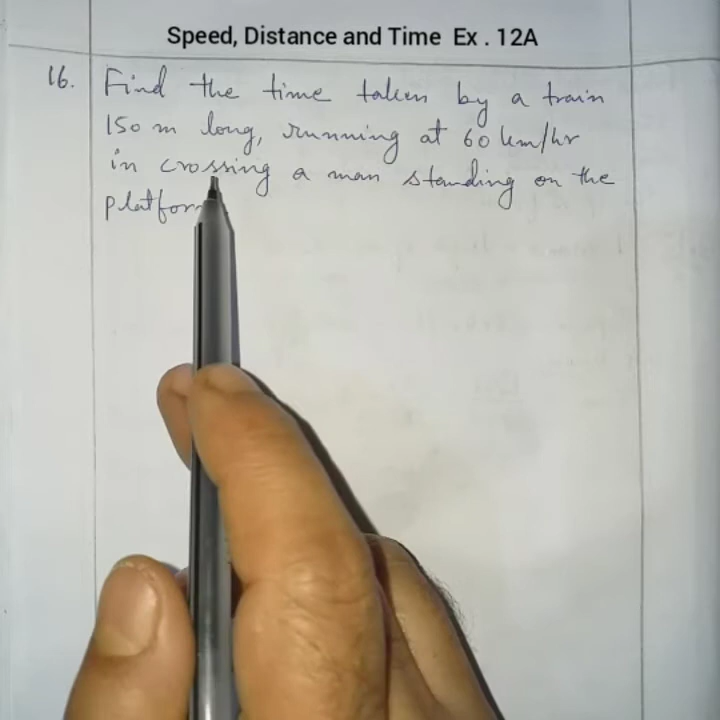 Speed, Distance and Time Ex . 12A
16. Find the time taken by a train
150 m long, running at 60 km/hr
in crossing a man standing on the
platform